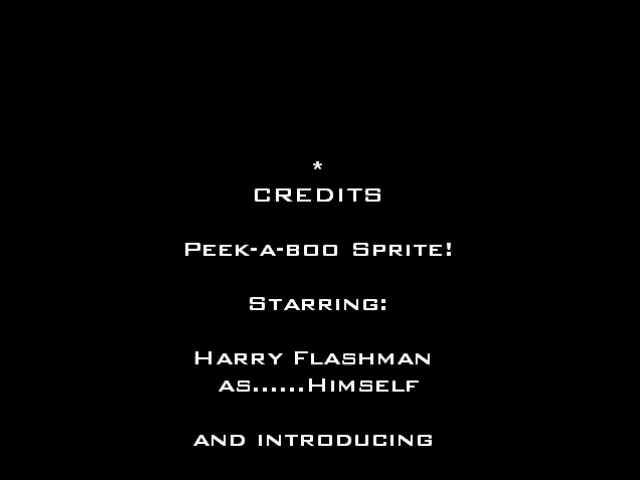 *
CREDITS
PEEK-A-BOO SPRITE!
STARRING:
HARRY FLASHMAN
AS......HIMSELF
AND INTRODUCING